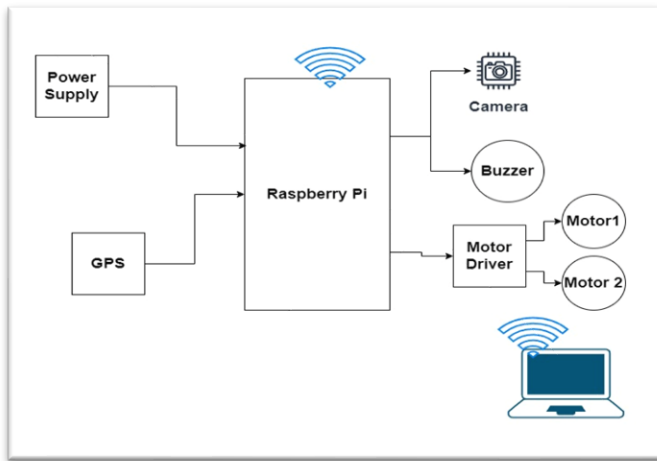 Power
Supply
GPS
Raspberry Pi
Camera
Buzzer
Motor
Driver
Motor1
Motor 2